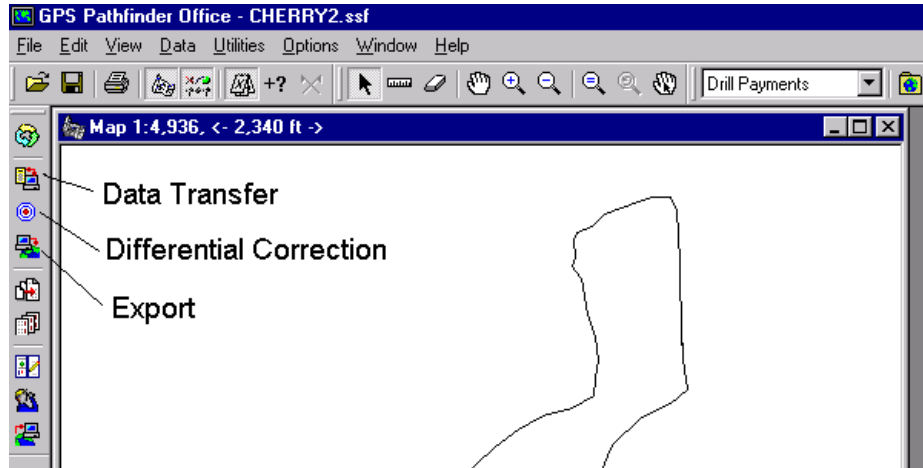 GPS Pathfinder Office - CHERRY2.ssf
File Edit View Data Utilities Options Window Help
+? Drill Payments
Map 1:4,936, <- 2,340 ft ->
Data Transfer
Differential Correction
Export